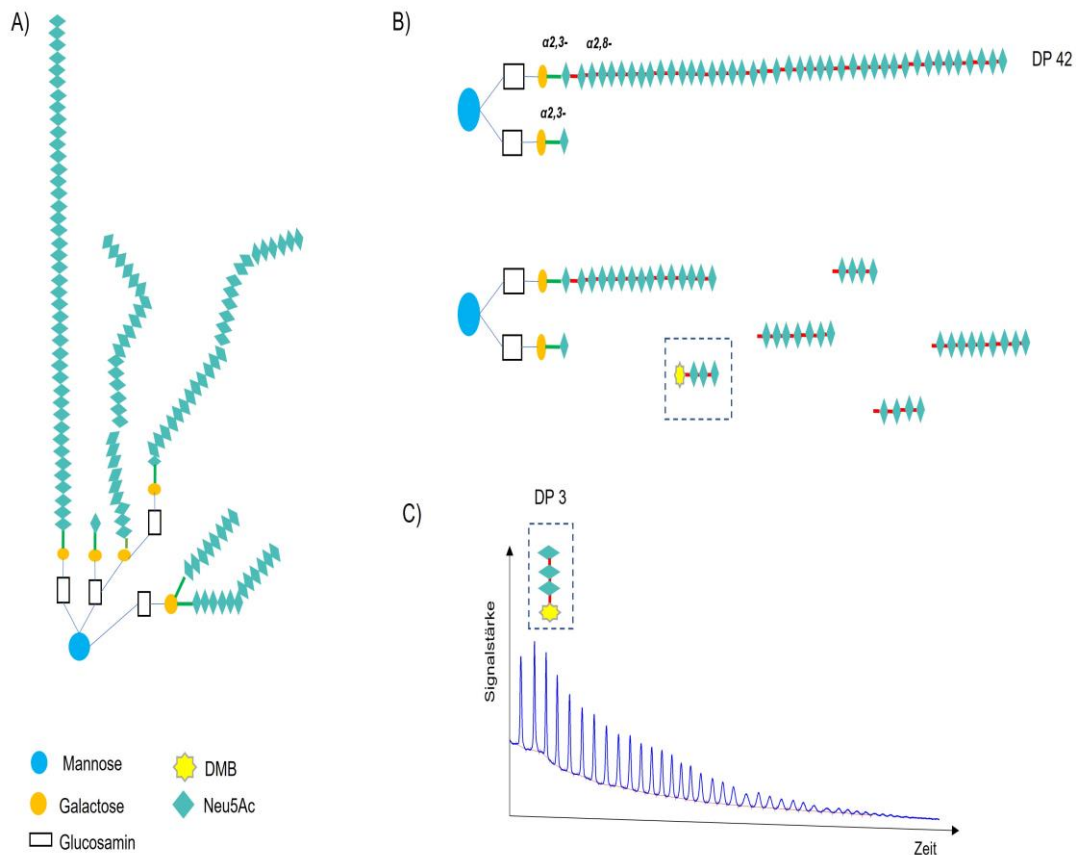 A)
B)
α2,3-
α2,8-
DP 42
α2,3-
DP 3
C)
Signalstärke
Zeit
Mannose
DMB
Galactose
Neu5Ac
Glucosamin